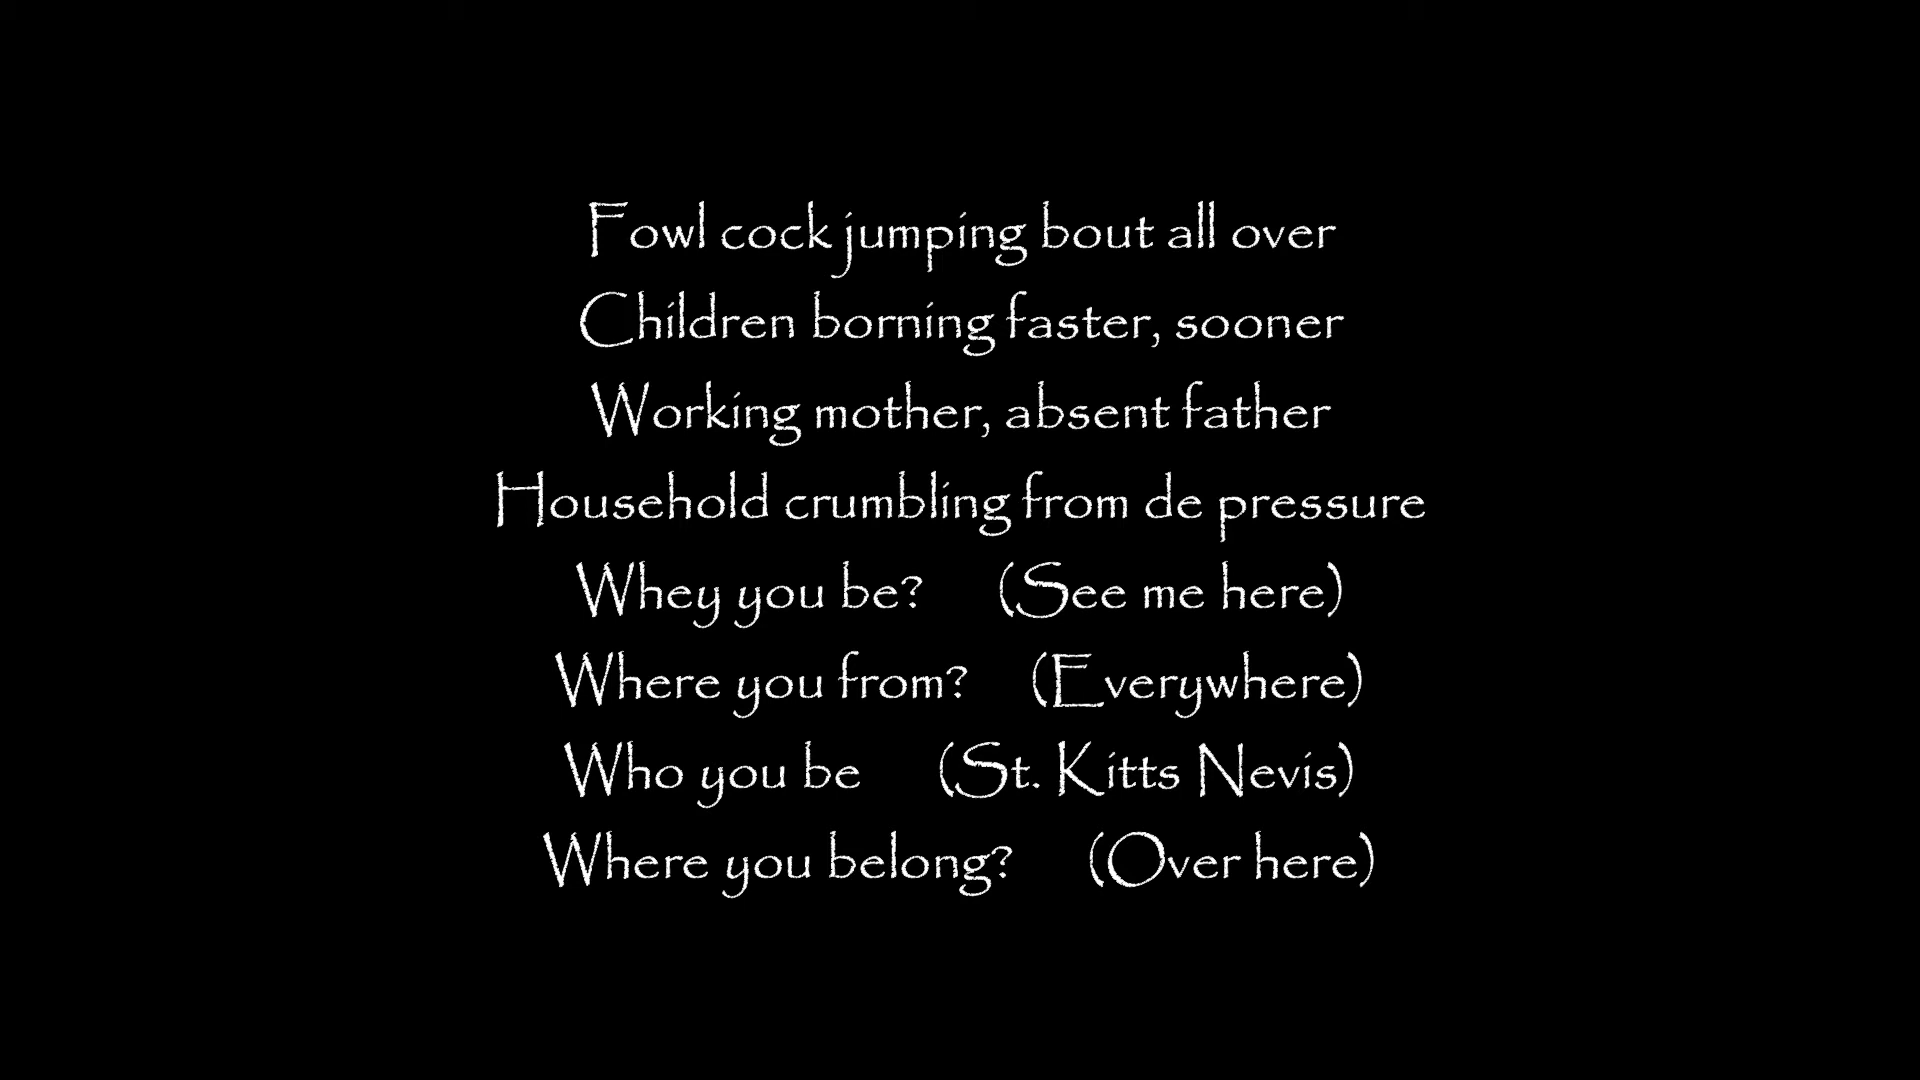 Fowl cock jumping bout all over
Children borning faster, sooner
Working mother, absent father
Household crumbling from de pressure
Whey you be? (See me here)
Where you from? (Everywhere)
Who you be (St. Kitts Nevis)
Where you belong? (Over here)